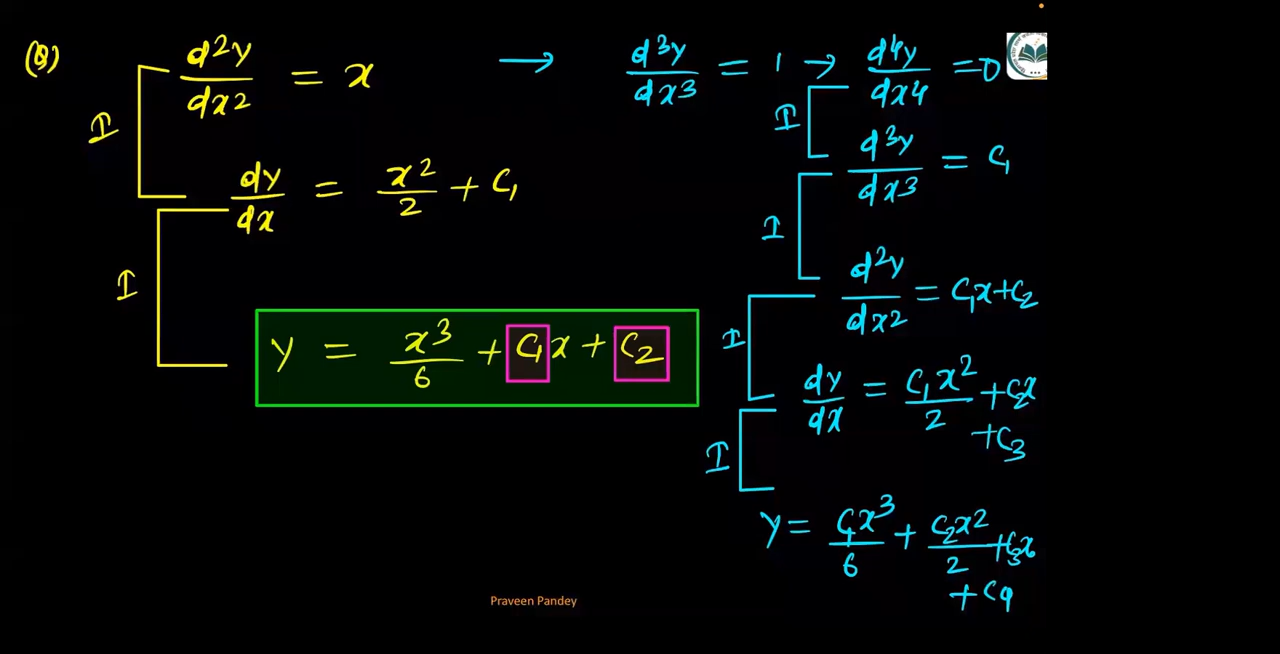 (Q) d²y/dx² = x → d³y/dx³ = 1 → d⁴y/dx⁴ = 0
I
dy/dx = x²/2 + C₁
I
y = x³/6 + C₁x + C₂
I
d³y/dx³ = C₁
I
d²y/dx² = C₁x + C₂
I
dy/dx = C₁x²/2 + C₂x
+ C₃
I
y = C₁x³/6 + C₂x²/2 + C₃x
+ C₄
Praveen Pandey